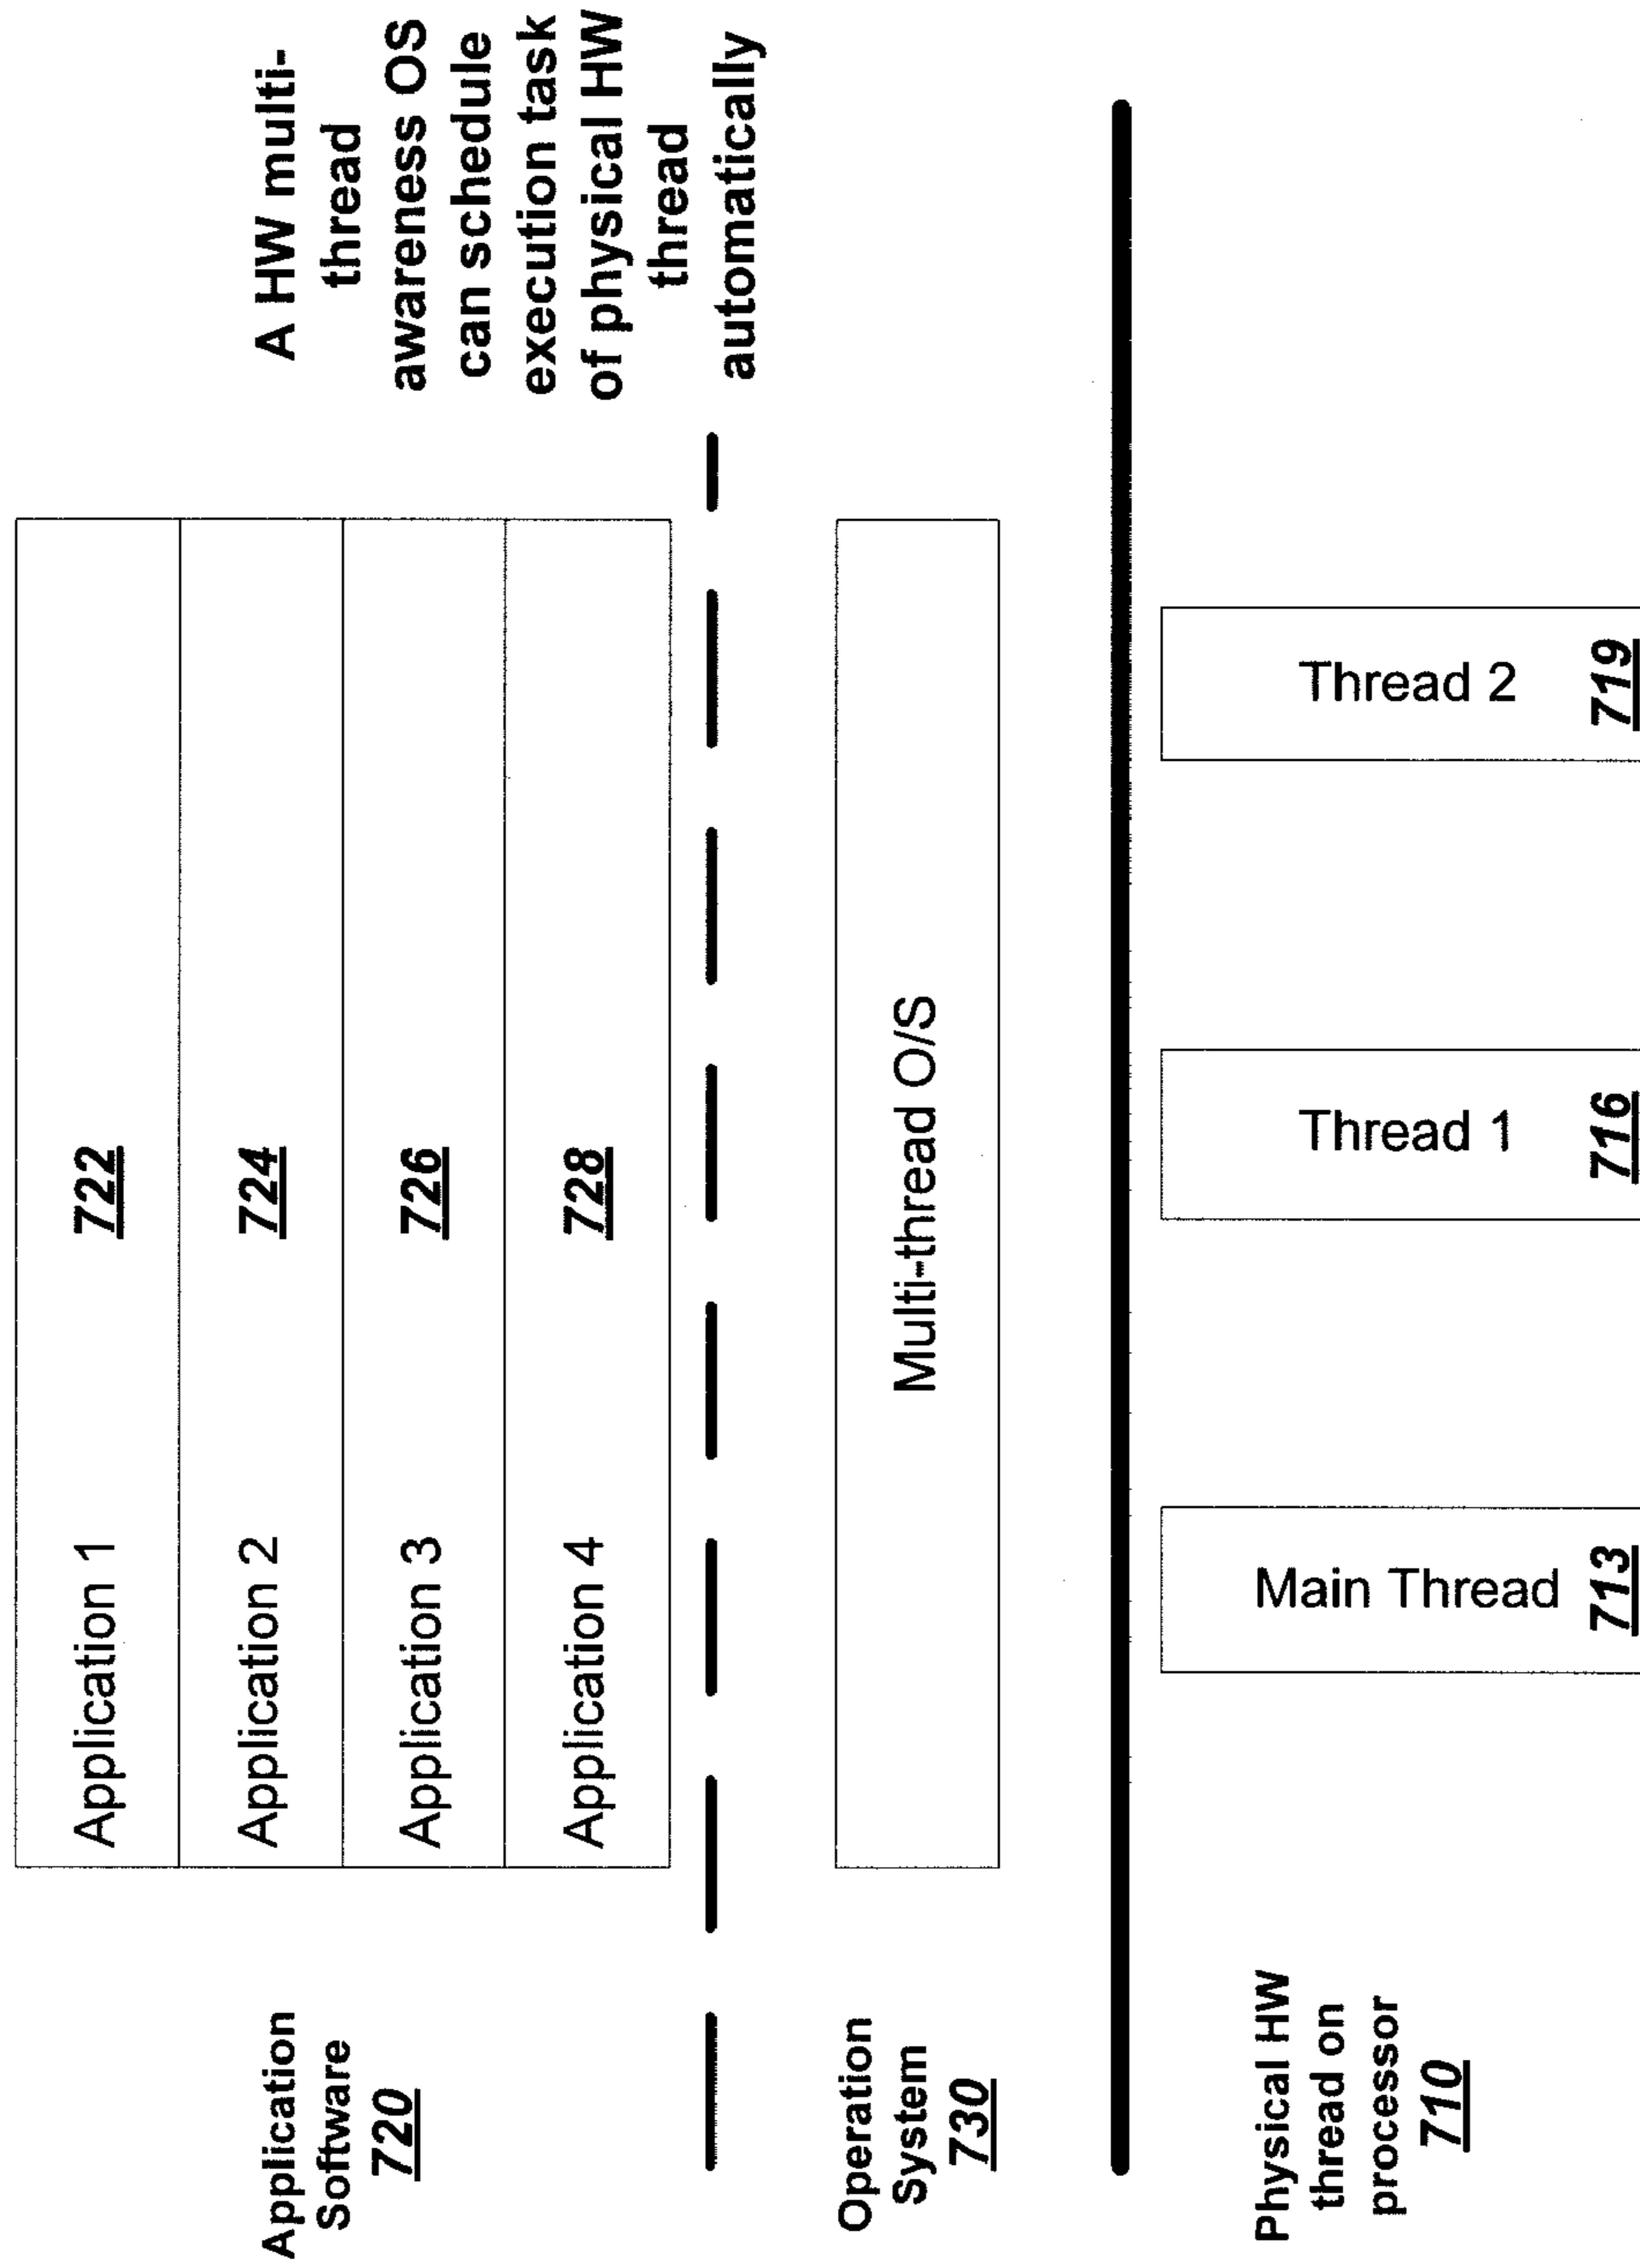 Application
Software
720
Application 1 722
Application 2 724
Application 3 726
Application 4 728
A HW multi-
thread
awareness OS
can schedule
execution task
of physical HW
thread
automatically
Operation
System
730
Multi-thread O/S
Physical HW
thread on
processor
710
Main Thread
713
Thread 1
716
Thread 2
719